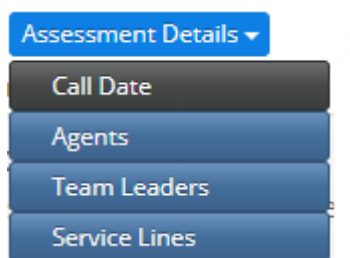 Assessment Details
Call Date
Agents
Team Leaders
Service Lines